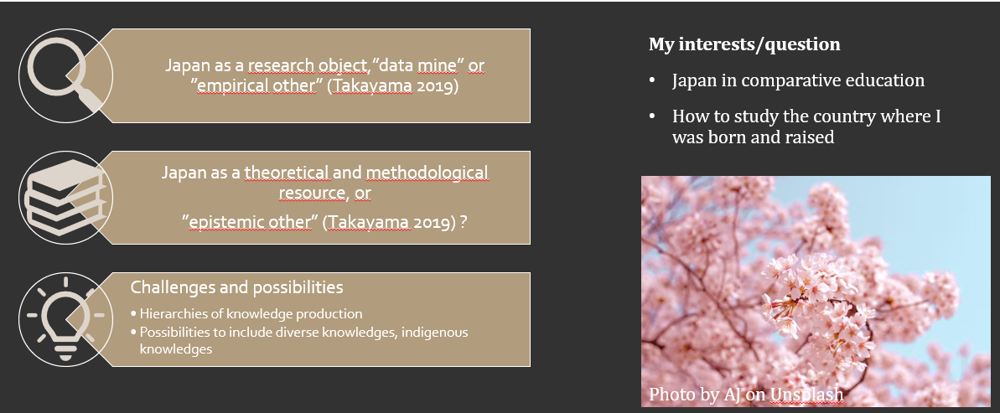 Japan as a research object,”data mine” or
”empirical other” (Takayama 2019)
Japan as a theoretical and methodological
resource, or
”epistemic other” (Takayama 2019) ?
Challenges and possibilities
• Hierarchies of knowledge production
• Possibilities to include diverse knowledges, indigenous
knowledges
My interests/question
• Japan in comparative education
• How to study the country where I
was born and raised
Photo by AJ on Unsplash